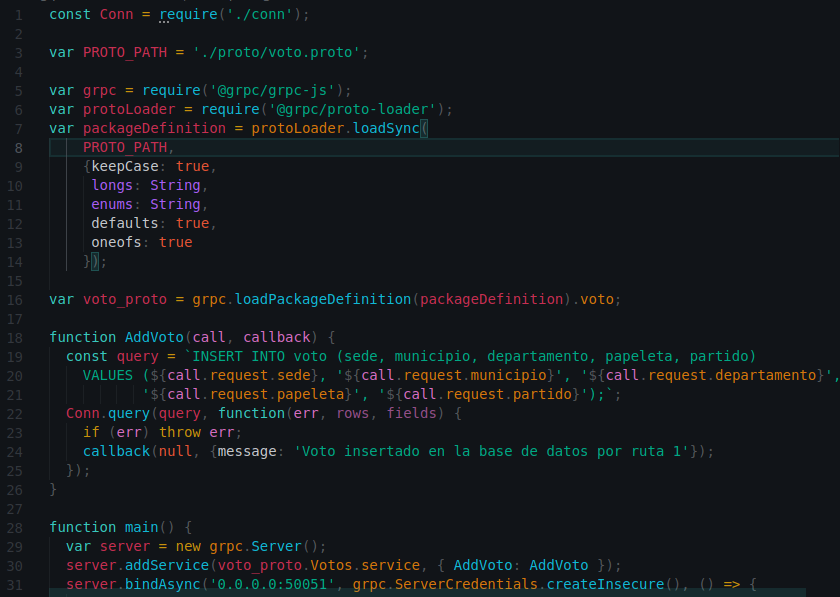 1 const Conn = require('./conn');
2
3 var PROTO_PATH = './proto/voto.proto';
4
5 var grpc = require('@grpc/grpc-js');
6 var protoLoader = require('@grpc/proto-loader');
7 var packageDefinition = protoLoader.loadSync(
8     PROTO_PATH,
9     {keepCase: true,
10      longs: String,
11      enums: String,
12      defaults: true,
13      oneofs: true
14     });
15
16 var voto_proto = grpc.loadPackageDefinition(packageDefinition).voto;
17
18 function AddVoto(call, callback) {
19   const query = `INSERT INTO voto (sede, municipio, departamento, papeleta, partido)
20     VALUES (${call.request.sede}, '${call.request.municipio}', '${call.request.departamento}',
21            '${call.request.papeleta}', '${call.request.partido}');`;
22   Conn.query(query, function(err, rows, fields) {
23     if (err) throw err;
24     callback(null, {message: 'Voto insertado en la base de datos por ruta 1'});
25   });
26 }
27
28 function main() {
29   var server = new grpc.Server();
30   server.addService(voto_proto.Votos.service, { AddVoto: AddVoto });
31   server.bindAsync('0.0.0.0:50051', grpc.ServerCredentials.createInsecure(), () => {